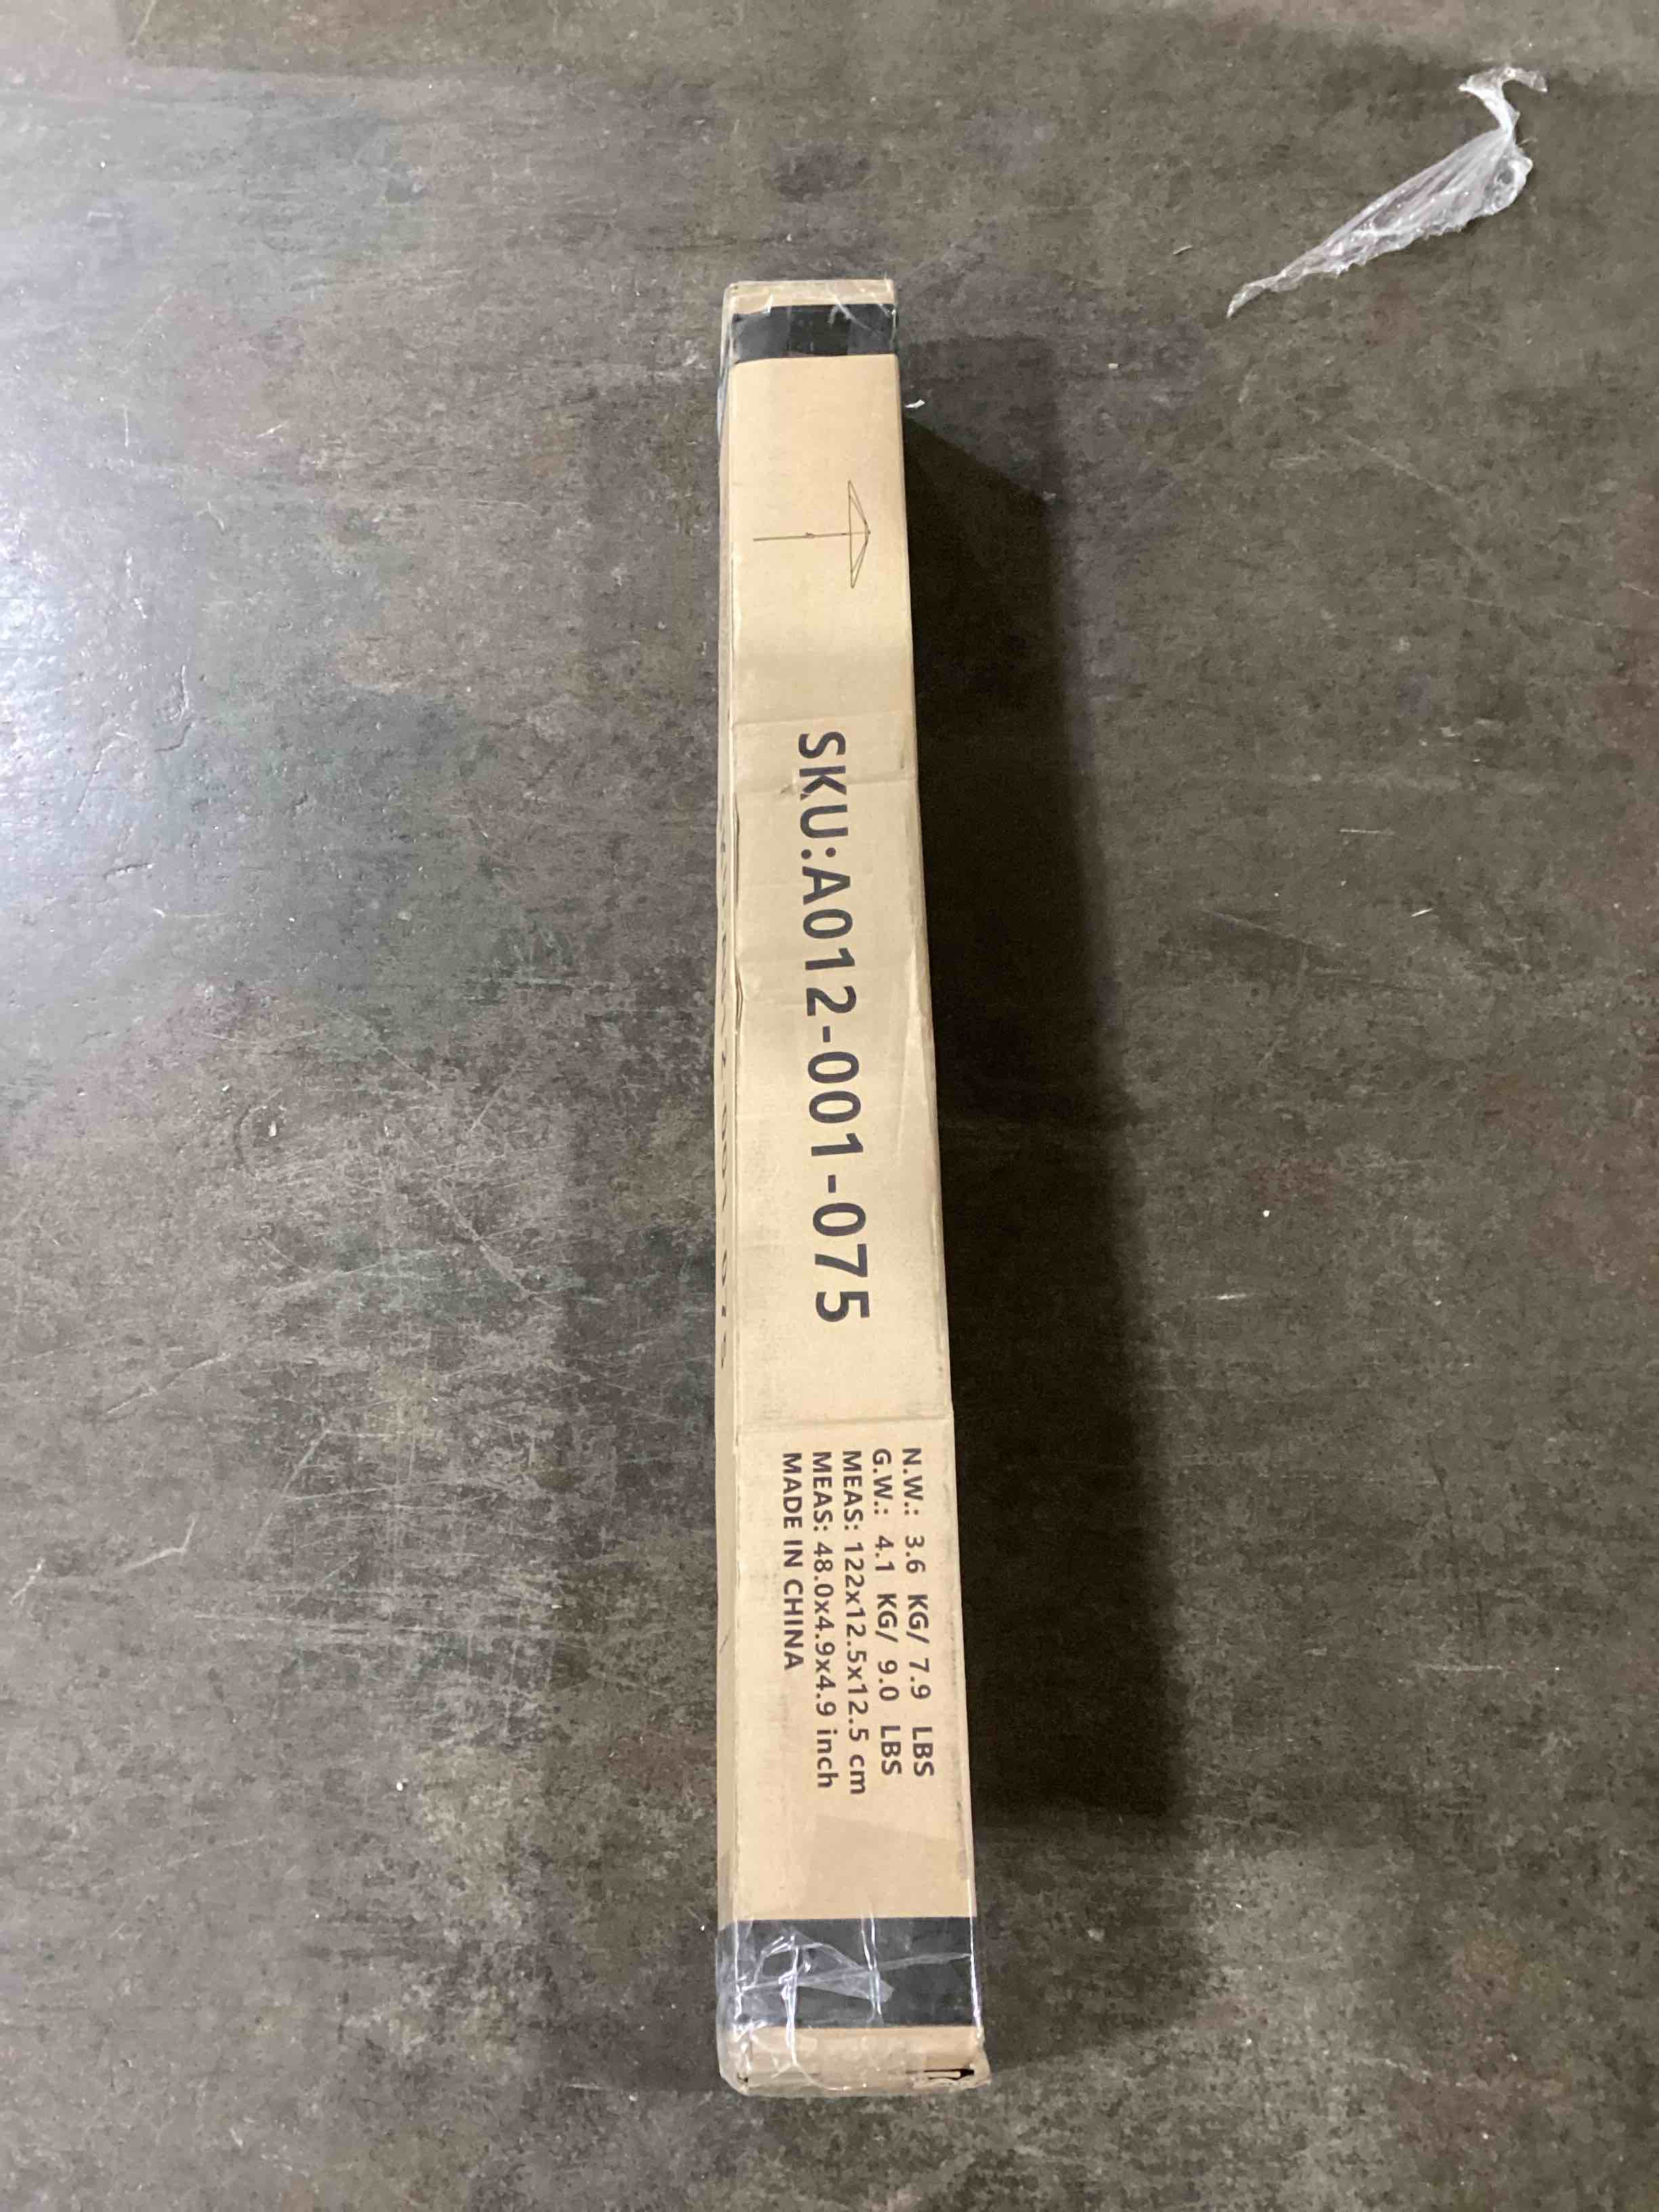 SKU:A012-001-075
N.W.: 3.6 KG/ 7.9 LBS
G.W.: 4.1 KG/ 9.0 LBS
MEAS: 122x12.5x12.5 cm
MEAS: 48.0x4.9x4.9 inch
MADE IN CHINA